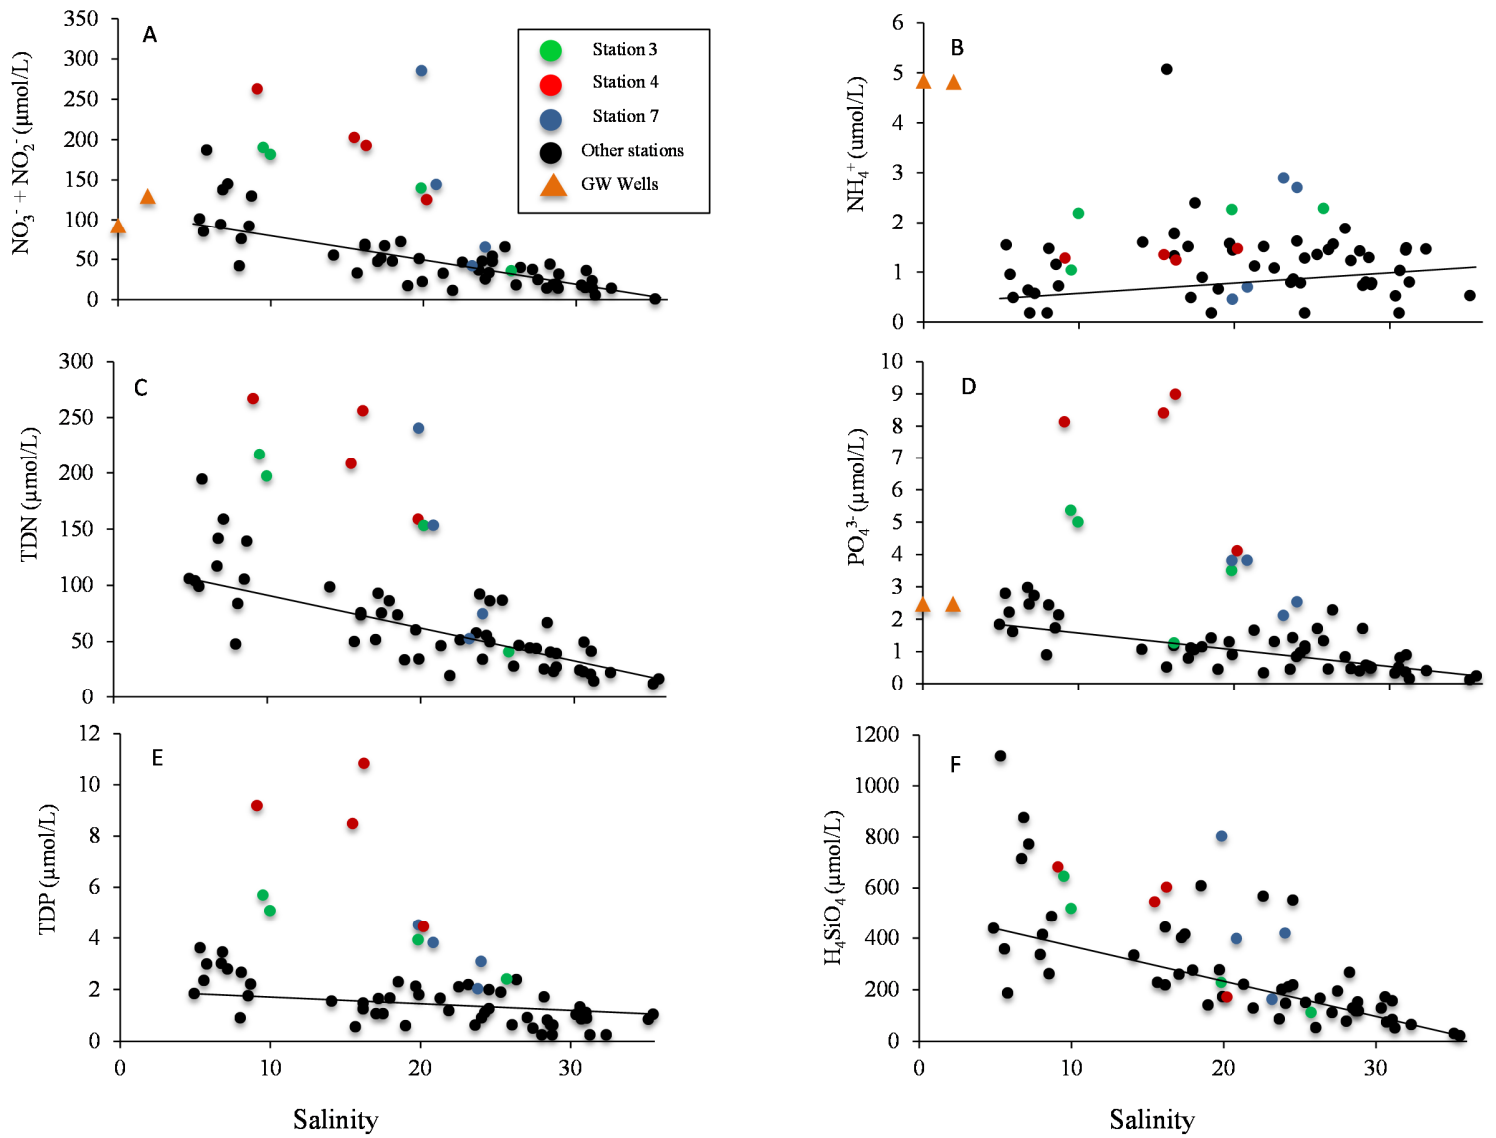 A
NO₃⁻ + NO₂⁻ (µmol/L)
350
300
250
200
150
100
50
0
Station 3
Station 4
Station 7
Other stations
GW Wells
B
NH₄⁺ (umol/L)
6
5
4
3
2
1
0
C
TDN (µmol/L)
300
250
200
150
100
50
0
D
PO₄³⁻ (µmol/L)
10
9
8
7
6
5
4
3
2
1
0
E
TDP (µmol/L)
12
10
8
6
4
2
0
0 10 20 30
Salinity
F
H₄SiO₄ (µmol/L)
1200
1000
800
600
400
200
0
0 10 20 30
Salinity